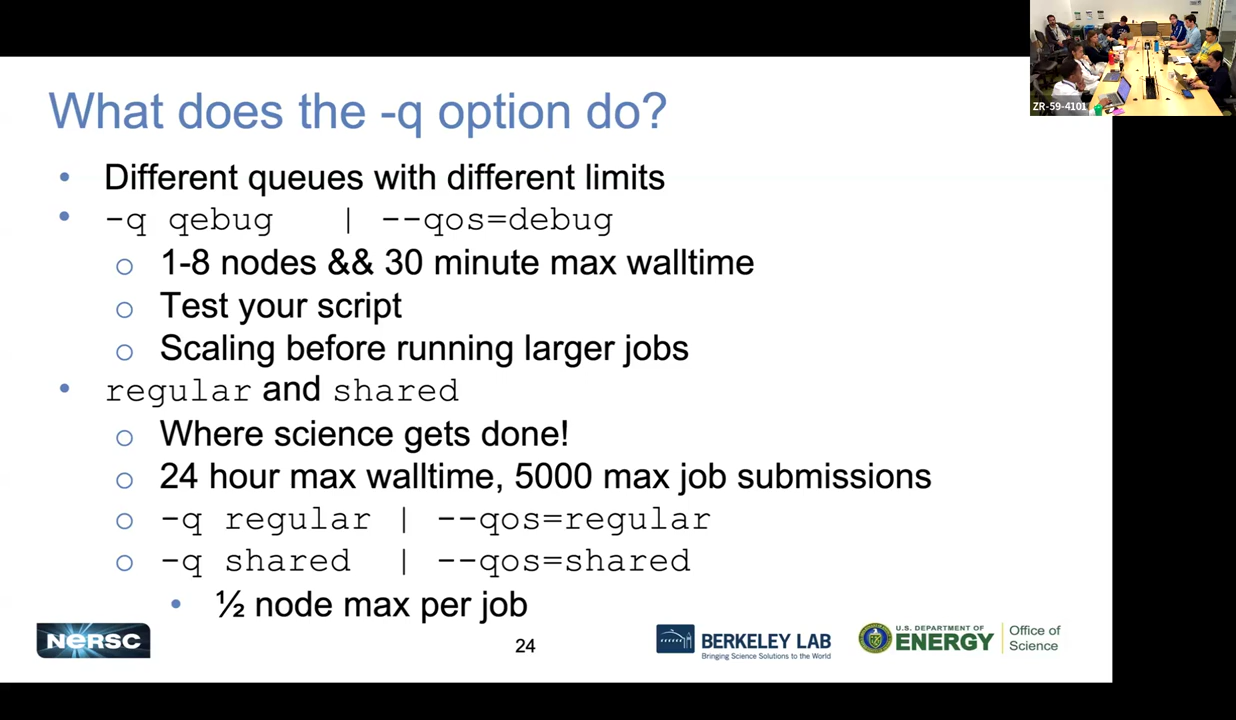 ZR-59-4101
What does the -q option do?
• Different queues with different limits
• -q qebug | --qos=debug
o 1-8 nodes && 30 minute max walltime
o Test your script
o Scaling before running larger jobs
• regular and shared
o Where science gets done!
o 24 hour max walltime, 5000 max job submissions
o -q regular | --qos=regular
o -q shared | --qos=shared
• ½ node max per job
NERSC
24
BERKELEY LAB
Bringing Science Solutions to the World
U.S. DEPARTMENT OF
ENERGY
Office of
Science